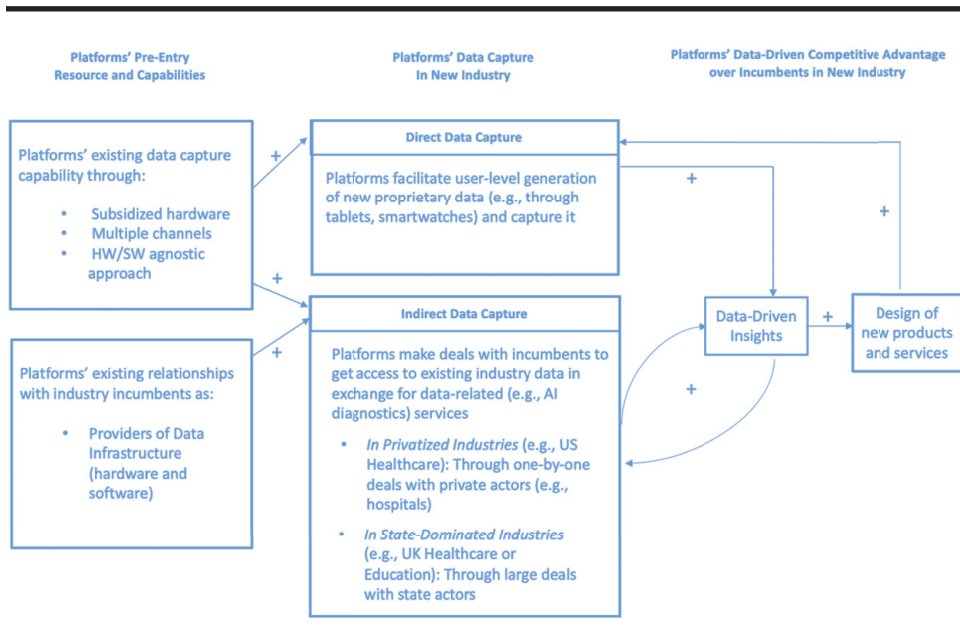 Platforms' Pre-Entry
Resource and Capabilities
Platforms' Data Capture
In New Industry
Platforms' Data-Driven Competitive Advantage
over Incumbents in New Industry
Platforms' existing data capture
capability through:
• Subsidized hardware
• Multiple channels
• HW/SW agnostic
approach
+
+
Platforms' existing relationships
with industry incumbents as:
• Providers of Data
Infrastructure
(hardware and
software)
+
Direct Data Capture
Platforms facilitate user-level generation
of new proprietary data (e.g., through
tablets, smartwatches) and capture it
Indirect Data Capture
Platforms make deals with incumbents to
get access to existing industry data in
exchange for data-related (e.g., AI
diagnostics) services
• In Privatized Industries (e.g., US
Healthcare): Through one-by-one
deals with private actors (e.g.,
hospitals)
• In State-Dominated Industries
(e.g., UK Healthcare or
Education): Through large deals
with state actors
+
+
Data-Driven
Insights
+
+
Design of
new products
and services